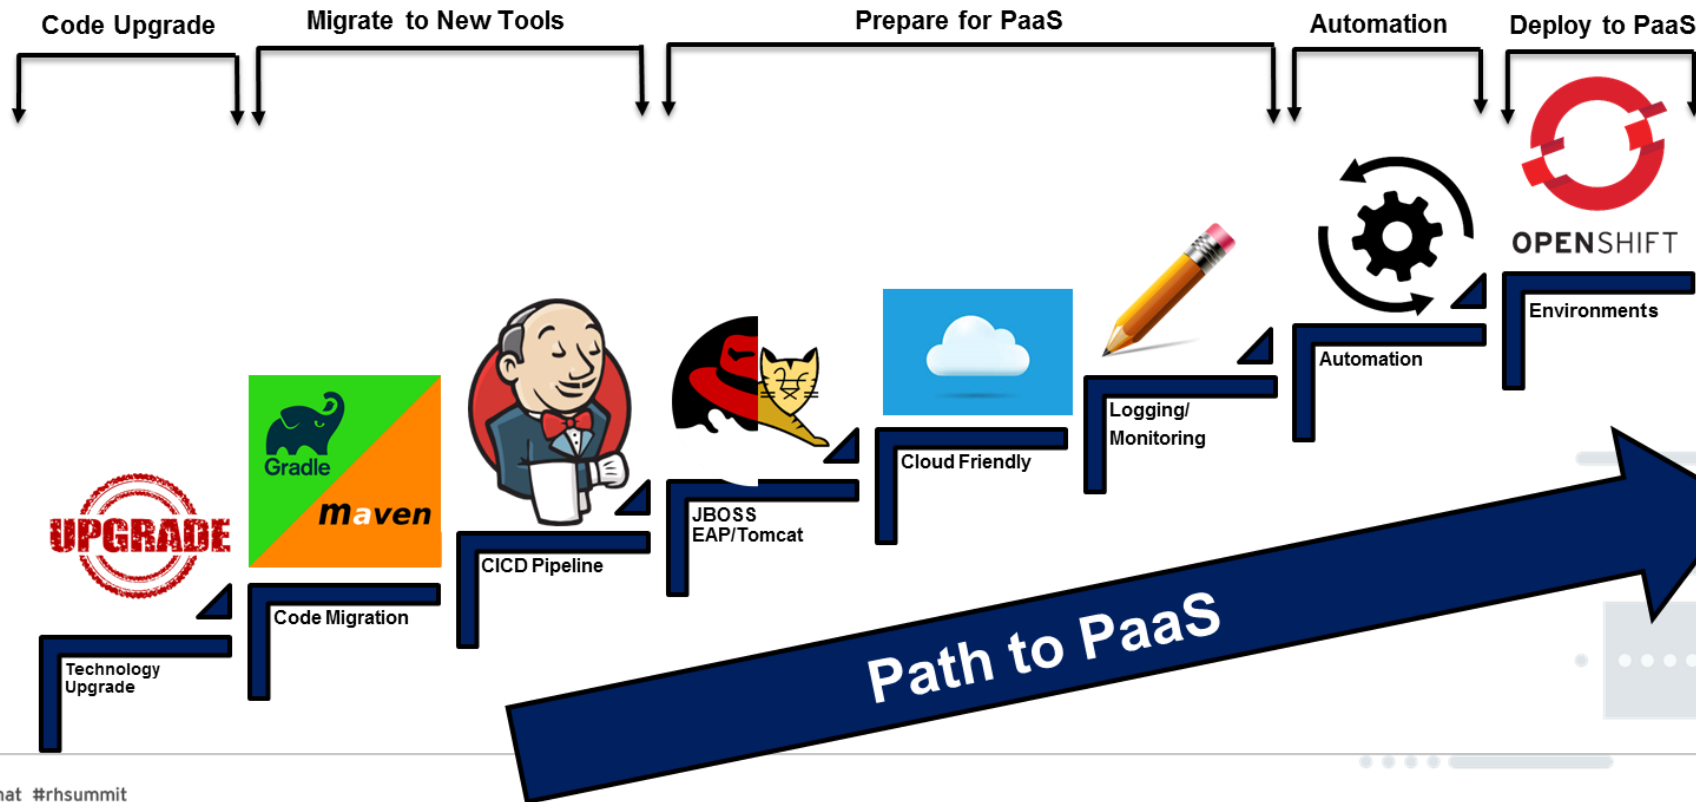 Code Upgrade
Migrate to New Tools
Prepare for PaaS
Automation
Deploy to PaaS
OPENSHIFT
Environments
Automation
Logging/
Monitoring
Cloud Friendly
JBOSS
EAP/Tomcat
CICD Pipeline
Gradle
maven
Code Migration
UPGRADE
Technology
Upgrade
Path to PaaS
#rhsummit